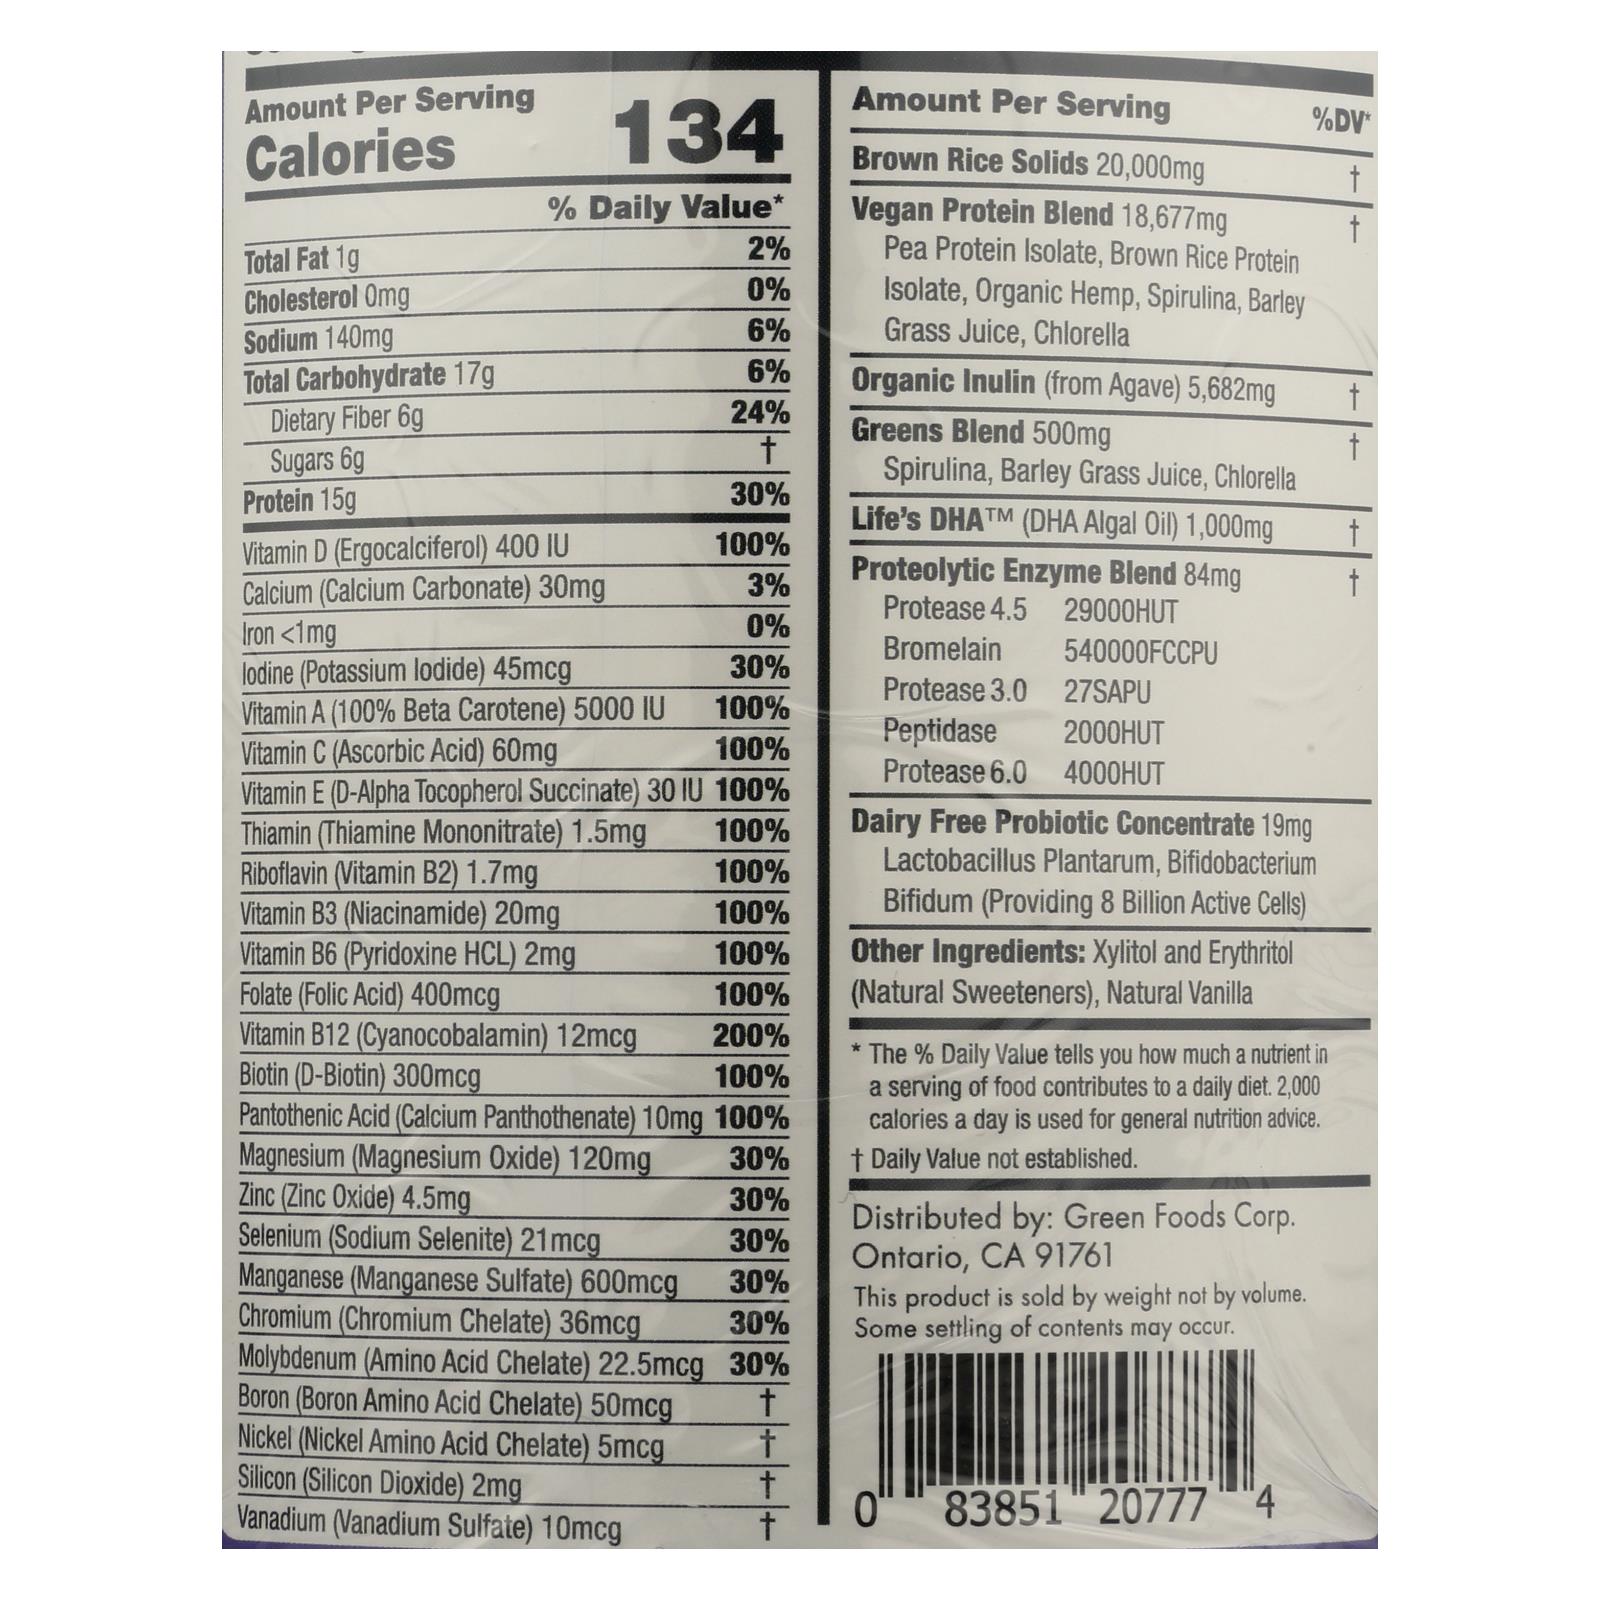 Amount Per Serving
Calories 134
% Daily Value*
Total Fat 1g 2%
Cholesterol 0mg 0%
Sodium 140mg 6%
Total Carbohydrate 17g 6%
Dietary Fiber 6g 24%
Sugars 6g †
Protein 15g 30%
Vitamin D (Ergocalciferol) 400 IU 100%
Calcium (Calcium Carbonate) 30mg 3%
Iron <1mg 0%
Iodine (Potassium Iodide) 45mcg 30%
Vitamin A (100% Beta Carotene) 5000 IU 100%
Vitamin C (Ascorbic Acid) 60mg 100%
Vitamin E (D-Alpha Tocopherol Succinate) 30 IU 100%
Thiamin (Thiamine Mononitrate) 1.5mg 100%
Riboflavin (Vitamin B2) 1.7mg 100%
Vitamin B3 (Niacinamide) 20mg 100%
Vitamin B6 (Pyridoxine HCL) 2mg 100%
Folate (Folic Acid) 400mcg 100%
Vitamin B12 (Cyanocobalamin) 12mcg 200%
Biotin (D-Biotin) 300mcg 100%
Pantothenic Acid (Calcium Panthothenate) 10mg 100%
Magnesium (Magnesium Oxide) 120mg 30%
Zinc (Zinc Oxide) 4.5mg 30%
Selenium (Sodium Selenite) 21mcg 30%
Manganese (Manganese Sulfate) 600mcg 30%
Chromium (Chromium Chelate) 36mcg 30%
Molybdenum (Amino Acid Chelate) 22.5mcg 30%
Boron (Boron Amino Acid Chelate) 50mcg †
Nickel (Nickel Amino Acid Chelate) 5mcg †
Silicon (Silicon Dioxide) 2mg †
Vanadium (Vanadium Sulfate) 10mcg †
Amount Per Serving %DV*
Brown Rice Solids 20,000mg †
Vegan Protein Blend 18,677mg †
Pea Protein Isolate, Brown Rice Protein
Isolate, Organic Hemp, Spirulina, Barley
Grass Juice, Chlorella
Organic Inulin (from Agave) 5,682mg †
Greens Blend 500mg †
Spirulina, Barley Grass Juice, Chlorella
Life's DHA™ (DHA Algal Oil) 1,000mg †
Proteolytic Enzyme Blend 84mg †
Protease 4.5 29000HUT
Bromelain 540000FCCPU
Protease 3.0 27SAPU
Peptidase 2000HUT
Protease 6.0 4000HUT
Dairy Free Probiotic Concentrate 19mg
Lactobacillus Plantarum, Bifidobacterium
Bifidum (Providing 8 Billion Active Cells)
Other Ingredients: Xylitol and Erythritol
(Natural Sweeteners), Natural Vanilla
* The % Daily Value tells you how much a nutrient in
a serving of food contributes to a daily diet. 2,000
calories a day is used for general nutrition advice.
† Daily Value not established.
Distributed by: Green Foods Corp.
Ontario, CA 91761
This product is sold by weight not by volume.
Some settling of contents may occur.
0 83851 20777 4